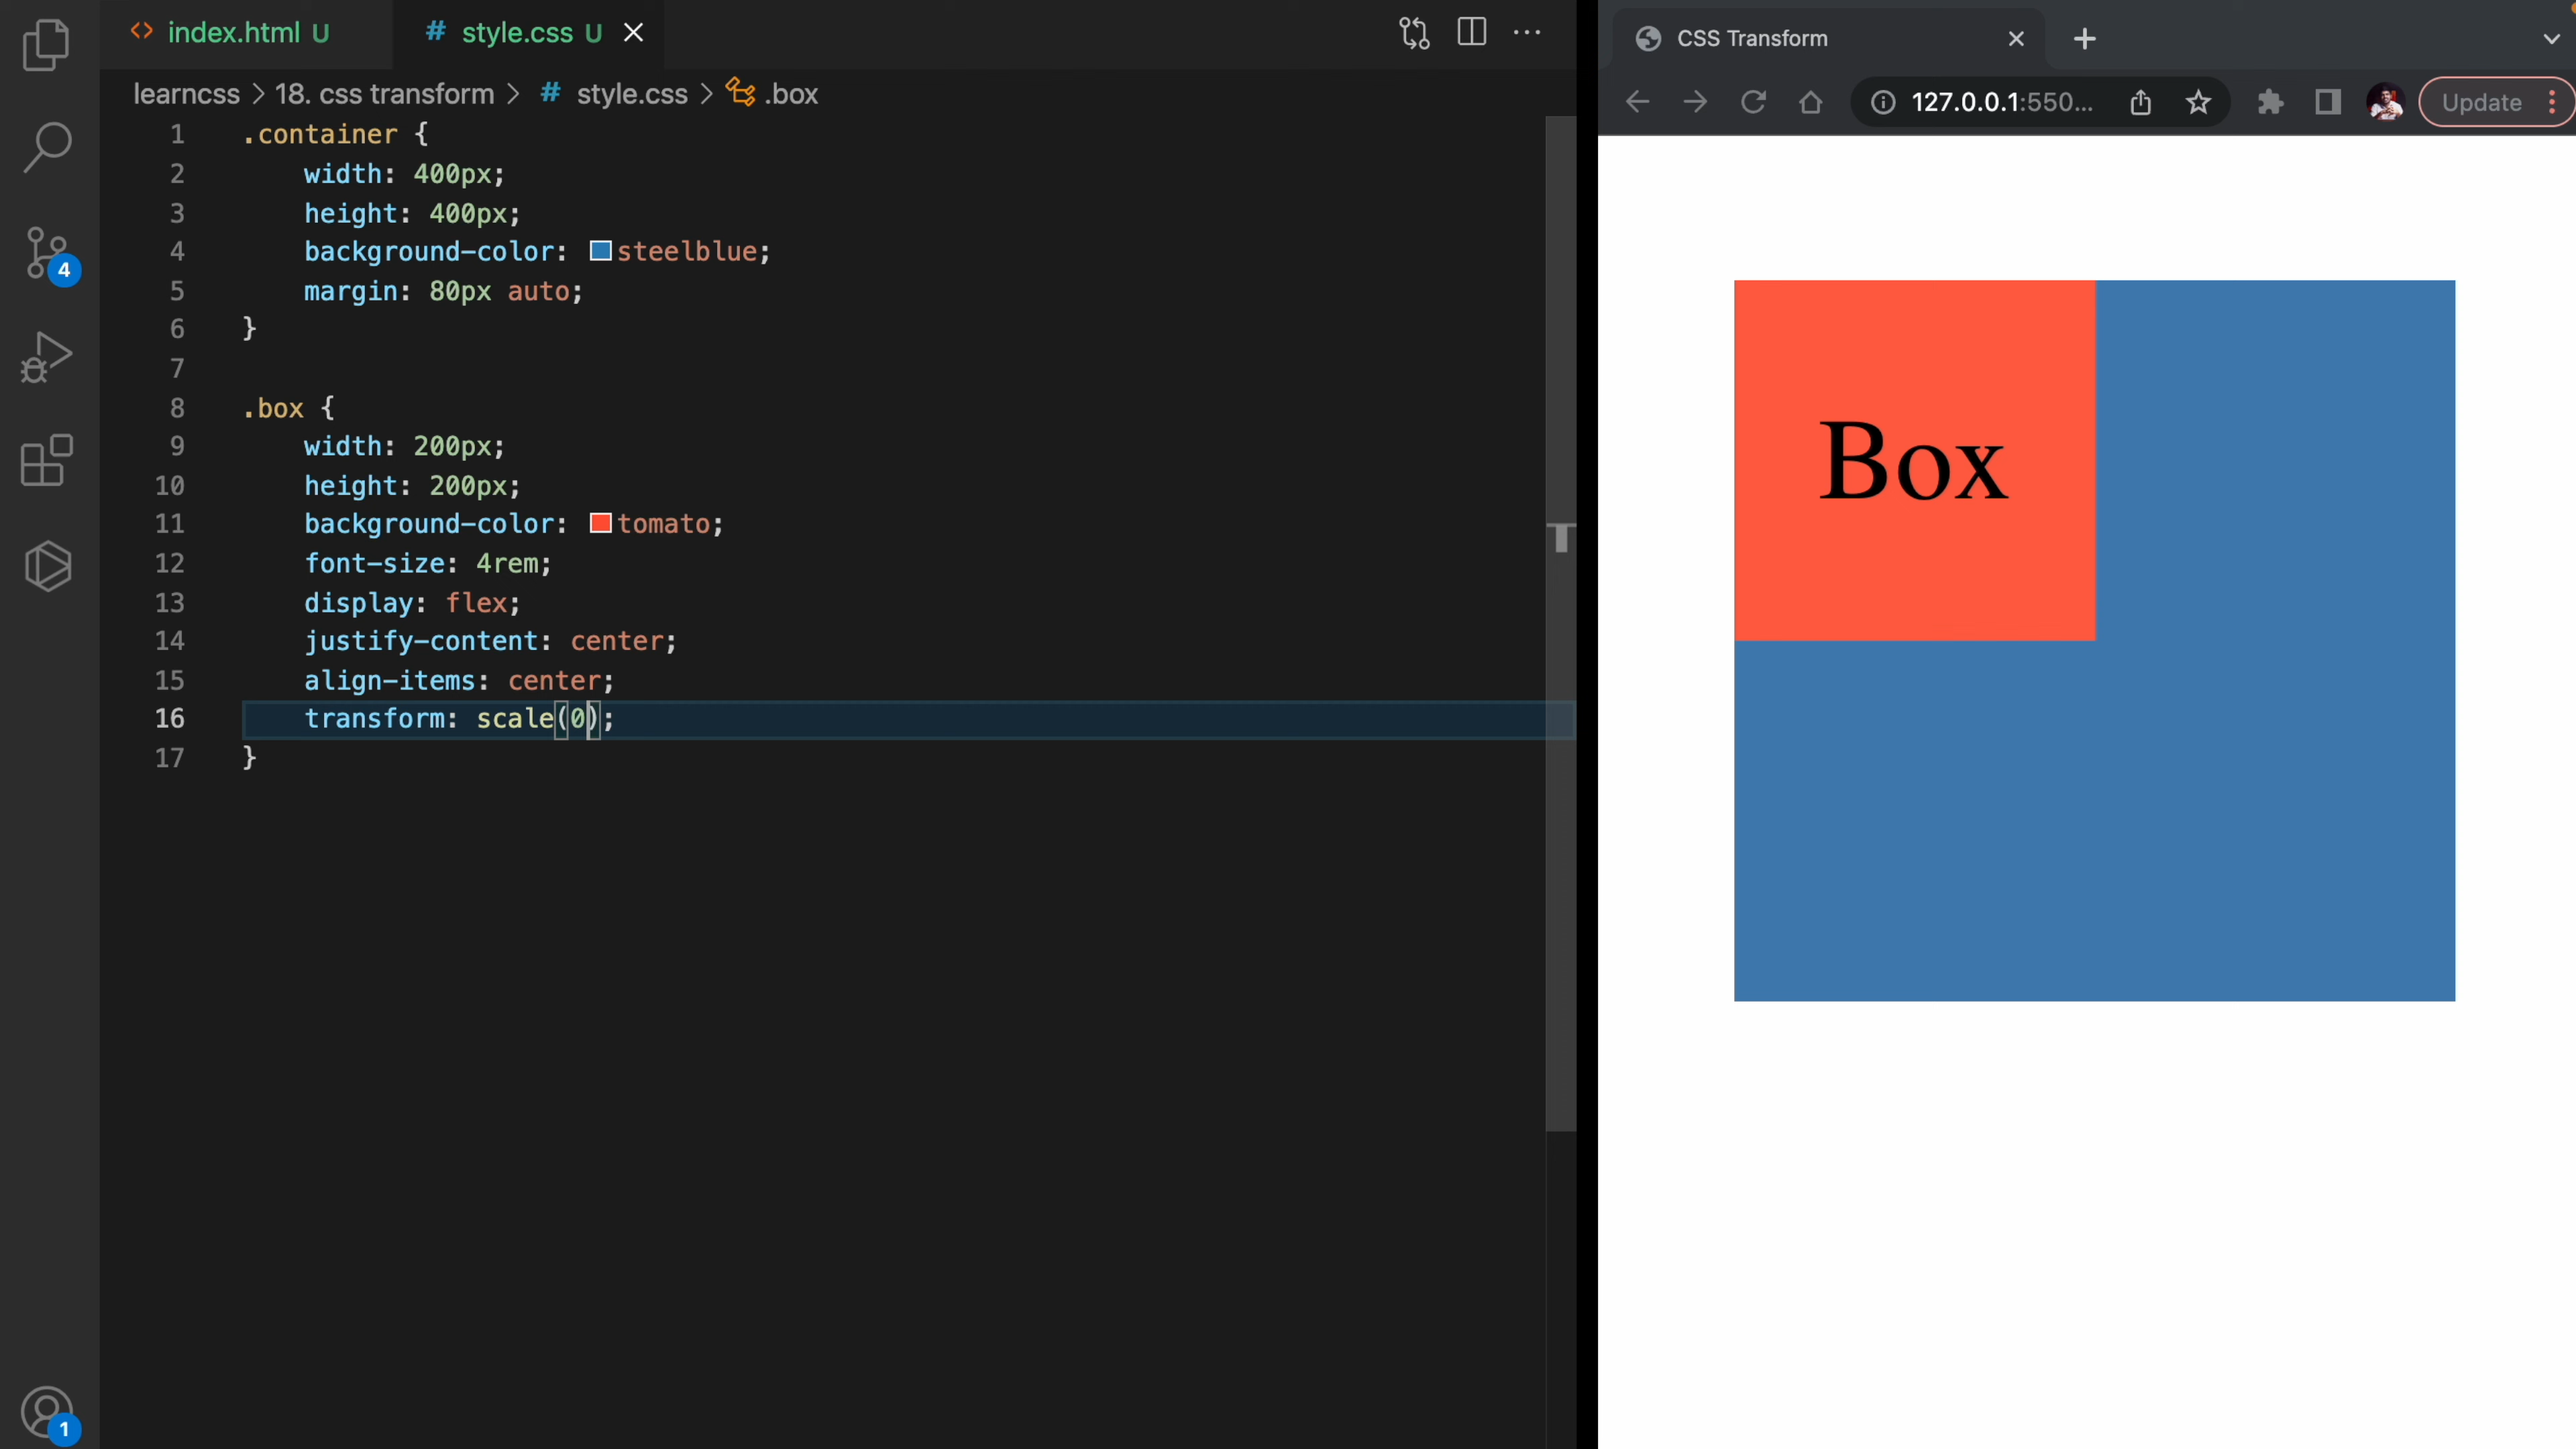 index.html U
# style.css U
learncss > 18. css transform > # style.css > .box
1 .container {
2 width: 400px;
3 height: 400px;
4 background-color: steelblue;
5 margin: 80px auto;
6 }
7
8 .box {
9 width: 200px;
10 height: 200px;
11 background-color: tomato;
12 font-size: 4rem;
13 display: flex;
14 justify-content: center;
15 align-items: center;
16 transform: scale(0);
17 }
4
1
CSS Transform
127.0.0.1:550...
Update
Box